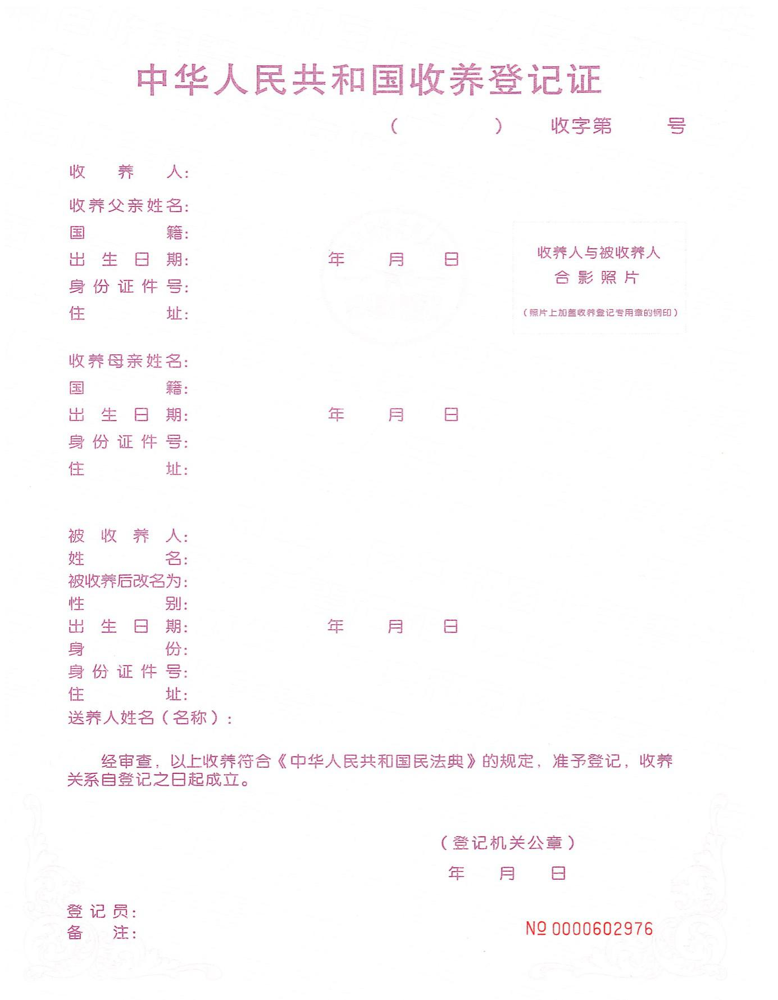 中华人民共和国收养登记证
（ ） 收字第 号
收养人：
收养父亲姓名：
国籍：
出生日期： 年 月 日
身份证件号：
住址：
收养人与被收养人
合影照片
（照片上加盖收养登记专用章的钢印）
收养母亲姓名：
国籍：
出生日期： 年 月 日
身份证件号：
住址：
被收养人：
姓名：
被收养后改名为：
性别：
出生日期： 年 月 日
身份：
身份证件号：
住址：
送养人姓名（名称）：
经审查，以上收养符合《中华人民共和国民法典》的规定，准予登记，收养
关系自登记之日起成立。
（登记机关公章）
年 月 日
登记员：
备注：
№ 0000602976